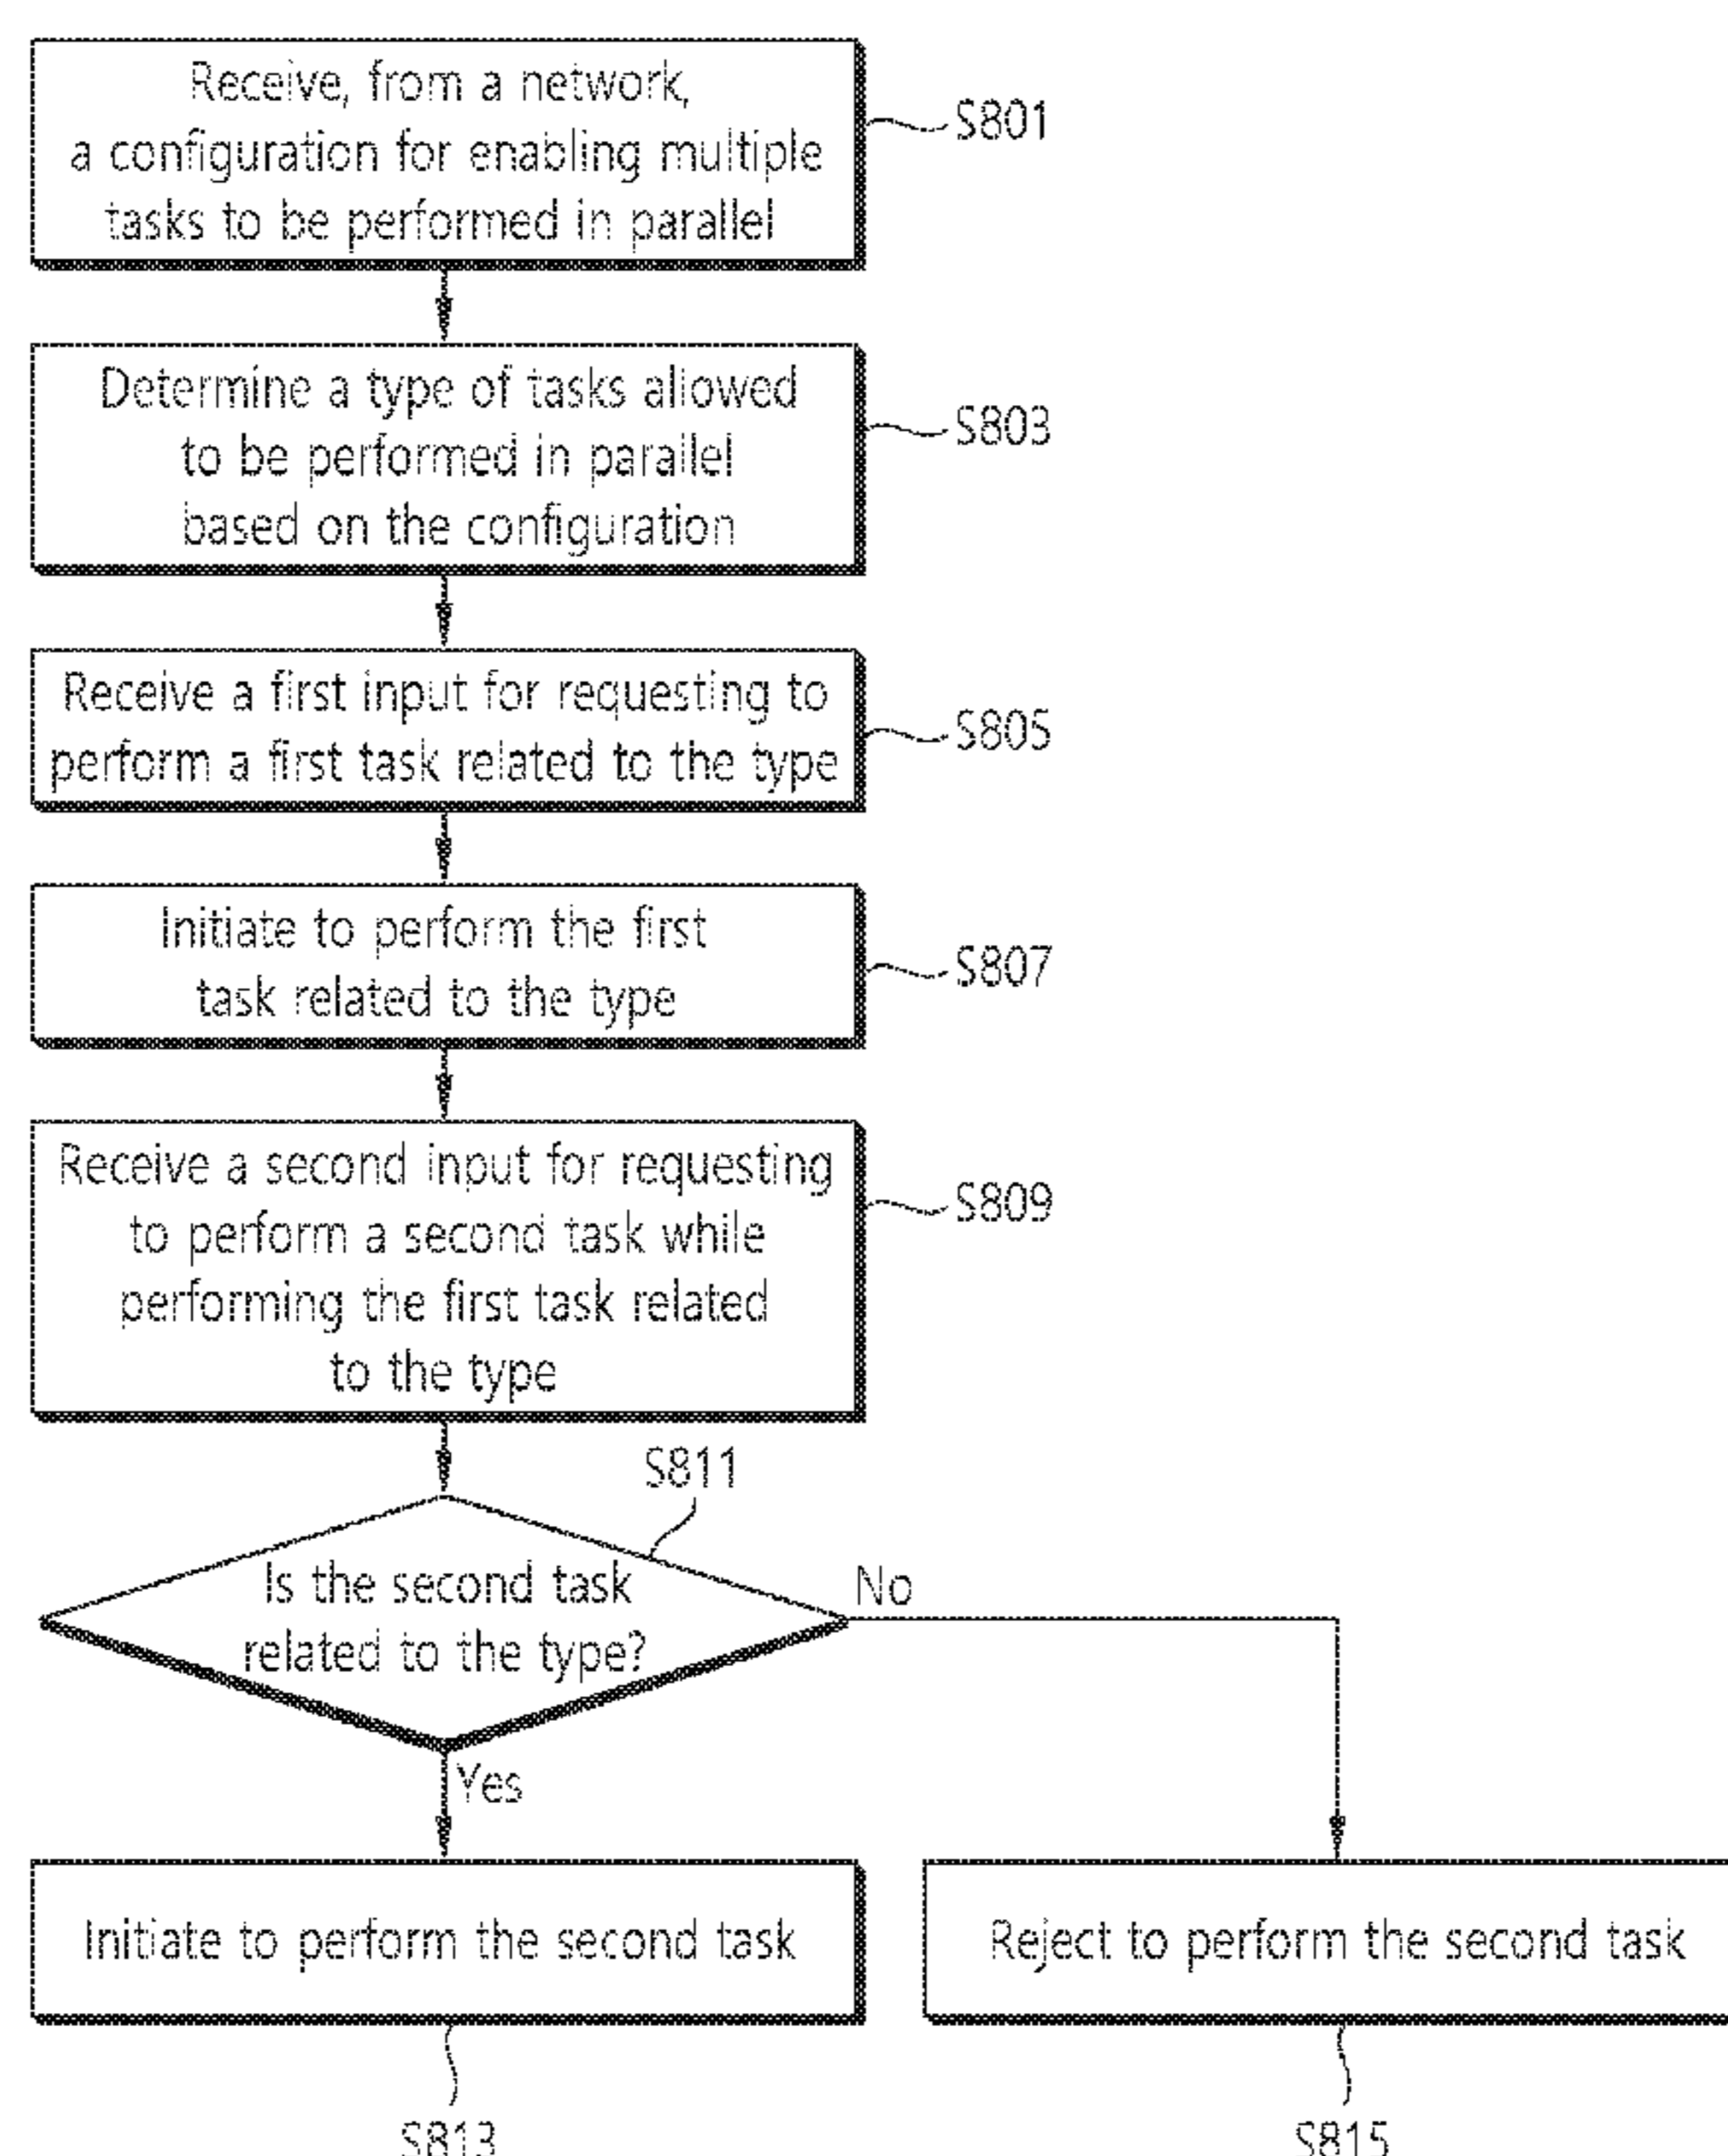 Receive, from a network,
a configuration for enabling multiple
tasks to be performed in parallel
S801
Determine a type of tasks allowed
to be performed in parallel
based on the configuration
S803
Receive a first input for requesting to
perform a first task related to the type
S805
Initiate to perform the first
task related to the type
S807
Receive a second input for requesting
to perform a second task while
performing the first task related
to the type
S809
S811
Is the second task
related to the type?
No
Yes
Initiate to perform the second task
Reject to perform the second task
S813
S815